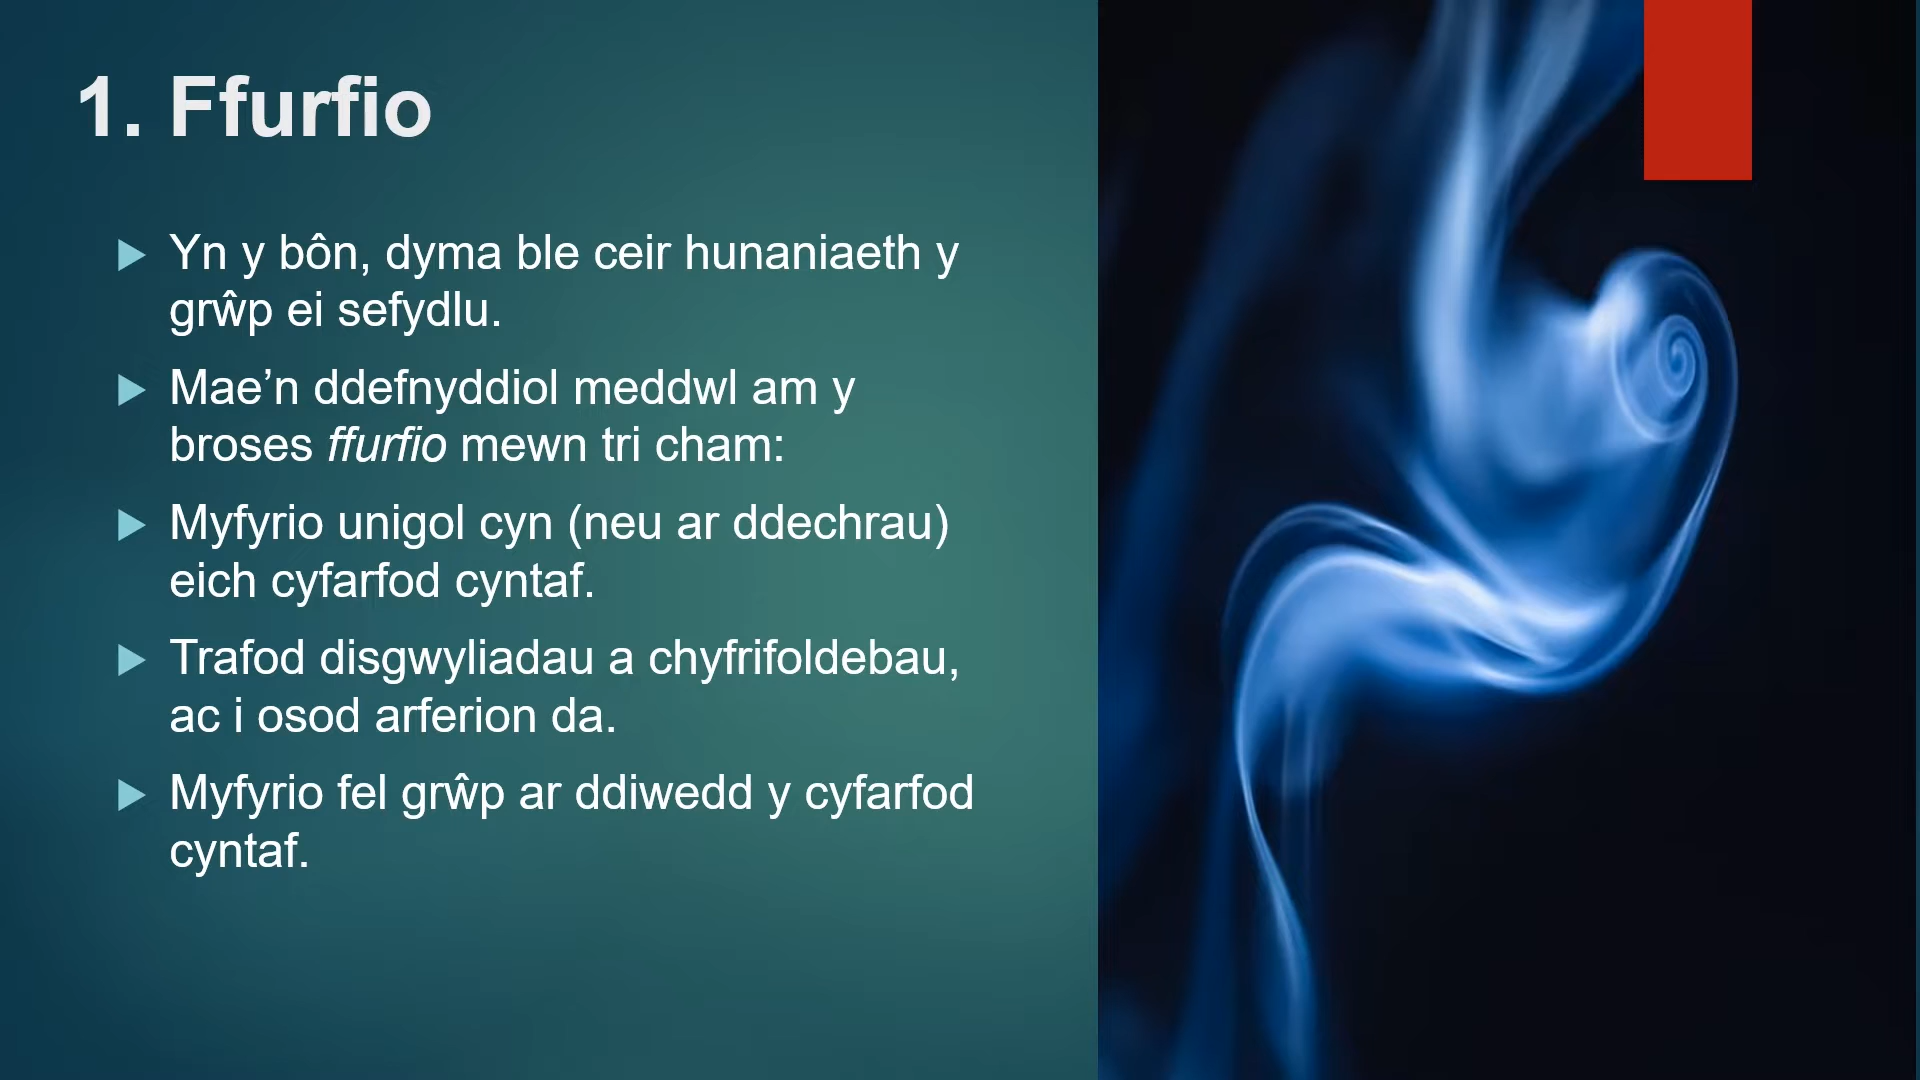 1. Ffurfio
Yn y bôn, dyma ble ceir hunaniaeth y
grŵp ei sefydlu.
Mae’n ddefnyddiol meddwl am y
broses ffurfio mewn tri cham:
Myfyrio unigol cyn (neu ar ddechrau)
eich cyfarfod cyntaf.
Trafod disgwyliadau a chyfrifoldebau,
ac i osod arferion da.
Myfyrio fel grŵp ar ddiwedd y cyfarfod
cyntaf.